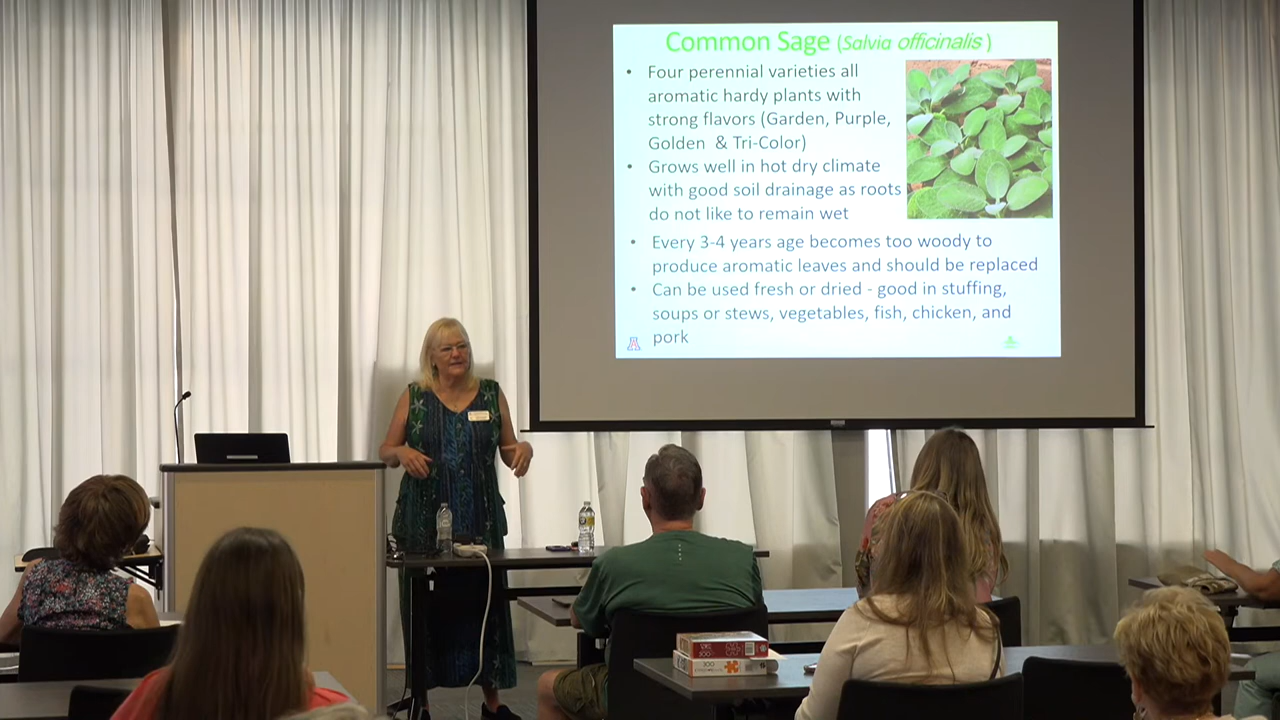 Common Sage (Salvia officinalis )
• Four perennial varieties all
aromatic hardy plants with
strong flavors (Garden, Purple,
Golden & Tri-Color)
• Grows well in hot dry climate
with good soil drainage as roots
do not like to remain wet
• Every 3-4 years age becomes too woody to
produce aromatic leaves and should be replaced
• Can be used fresh or dried - good in stuffing,
soups or stews, vegetables, fish, chicken, and
pork
A
300
300